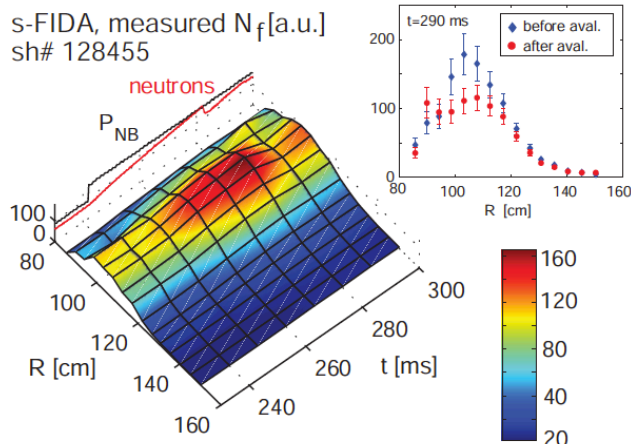 s-FIDA, measured N_f [a.u.]
sh# 128455
neutrons
P_NB
100
0
80
100
120
140
160
R [cm]
240
260
280
300
t [ms]
t=290 ms
before aval.
after aval.
200
100
0
80
100
120
140
160
R [cm]
160
120
80
40
20